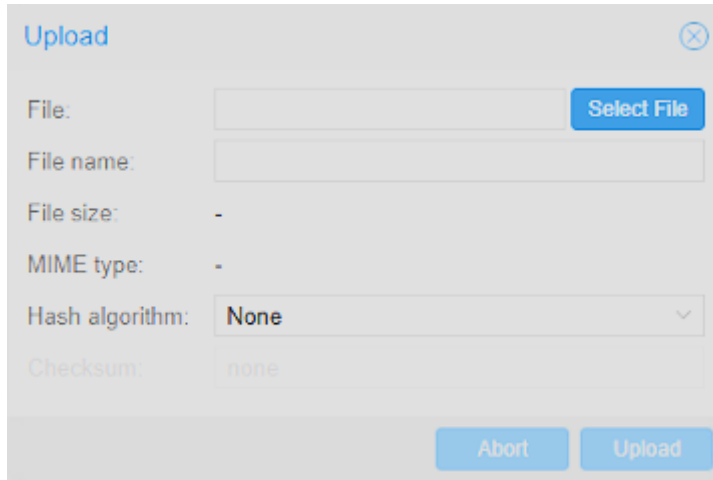 Upload
File:
Select File
File name:
File size: -
MIME type: -
Hash algorithm: None
Checksum: none
Abort Upload